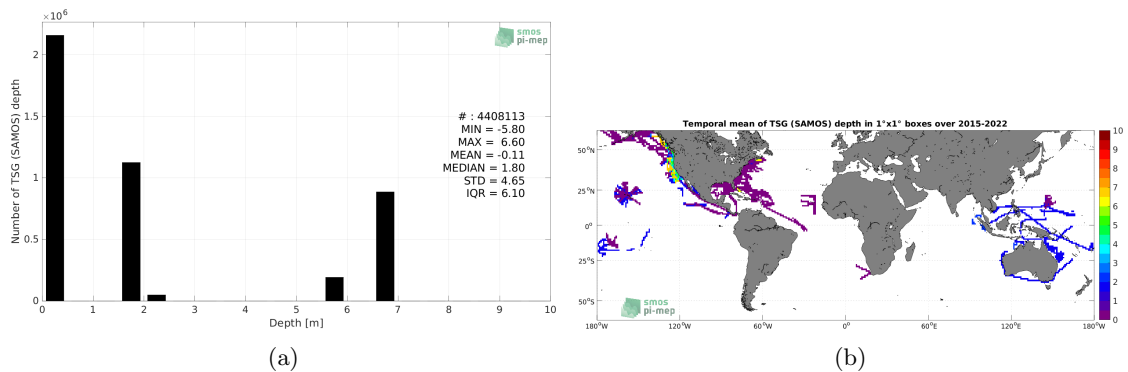 ×10⁶
2
1.5
1
0.5
0
Number of TSG (SAMOS) depth
smos
pi-mep
# : 4408113
MIN = -5.80
MAX = 6.60
MEAN = -0.11
MEDIAN = 1.80
STD = 4.65
IQR = 6.10
0 1 2 3 4 5 6 7 8 9 10
Depth [m]
(a)
Temporal mean of TSG (SAMOS) depth in 1°x1° boxes over 2015-2022
50°N
25°N
0°
25°S
50°S
smos
pi-mep
180°W 120°W 60°W 0° 60°E 120°E 180°E
10
9
8
7
6
5
4
3
2
1
0
(b)